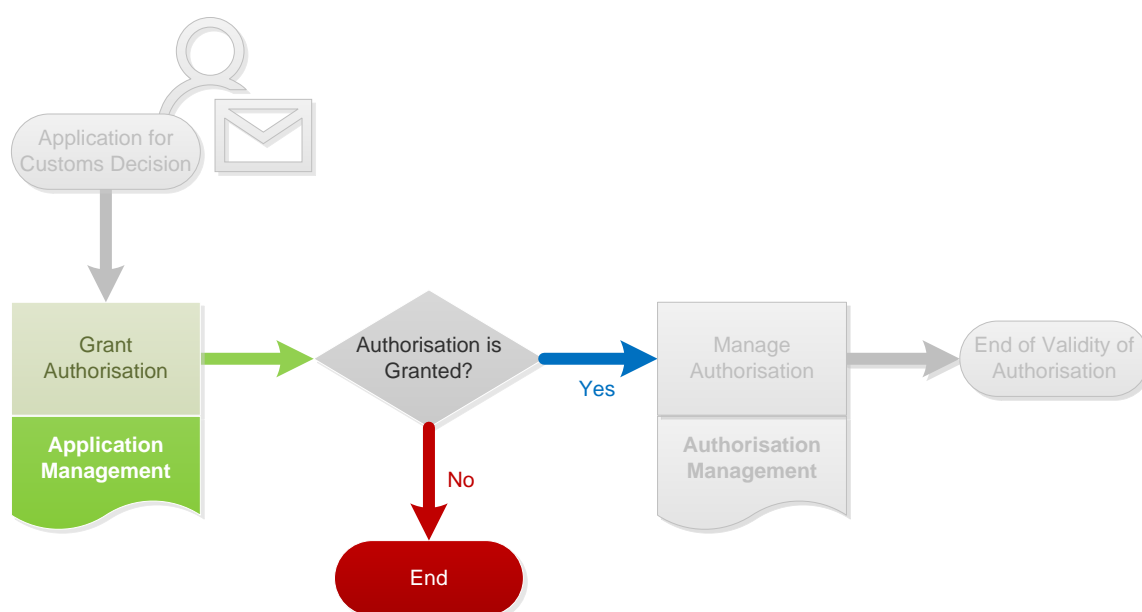 Application for
Customs Decision
Grant
Authorisation
Application
Management
Authorisation is
Granted?
Yes
No
End
Manage
Authorisation
Authorisation
Management
End of Validity of
Authorisation